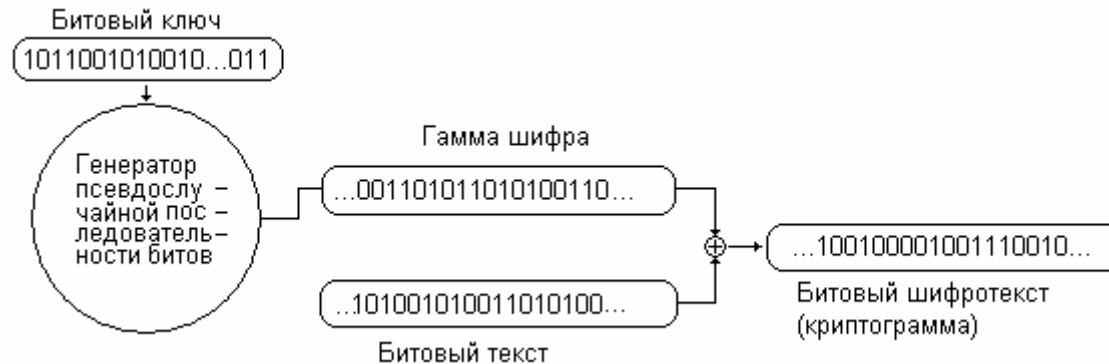 Битовый ключ
1011001010010...011
Генератор
псевдослу –
чайной пос –
ледователь–
ности битов
Гамма шифра
...001101011010100110...
...101001010011010100...
Битовый текст
...100100001001110010...
Битовый шифротекст
(криптограмма)